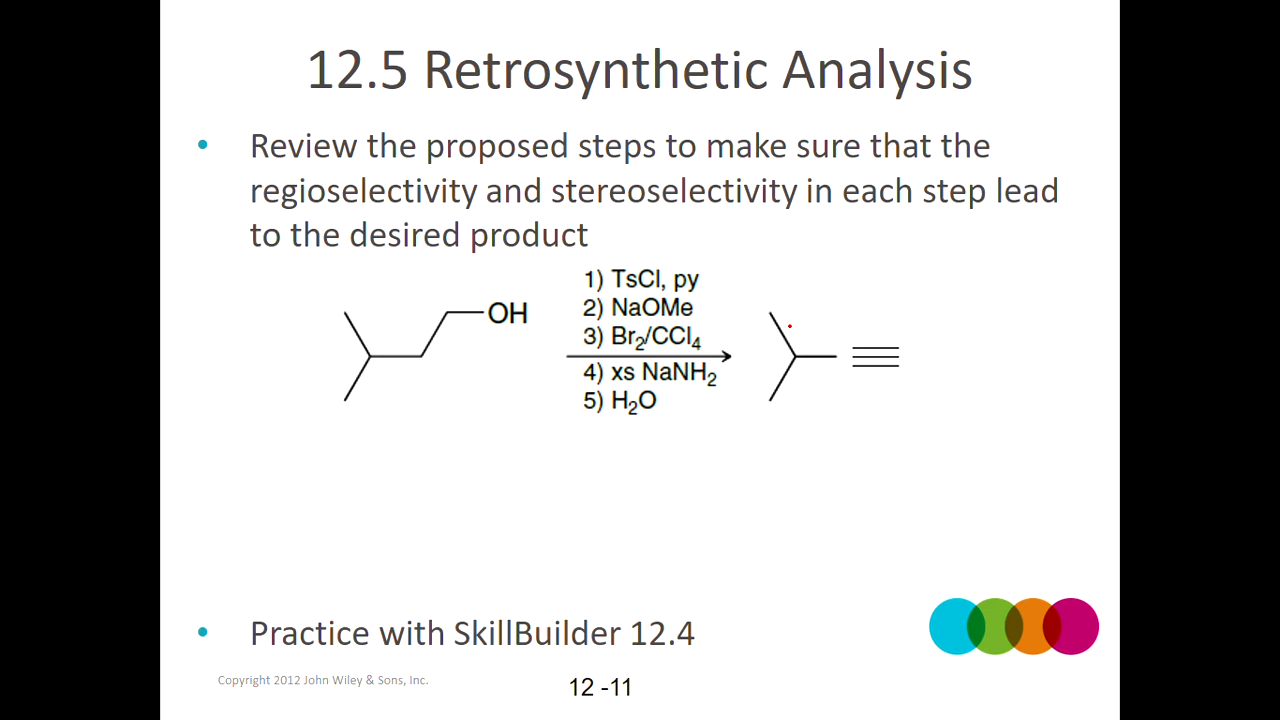 12.5 Retrosynthetic Analysis
• Review the proposed steps to make sure that the
regioselectivity and stereoselectivity in each step lead
to the desired product
1) TsCl, py
2) NaOMe
3) Br₂/CCl₄
4) xs NaNH₂
5) H₂O
OH
• Practice with SkillBuilder 12.4
Copyright 2012 John Wiley & Sons, Inc.
12 -11